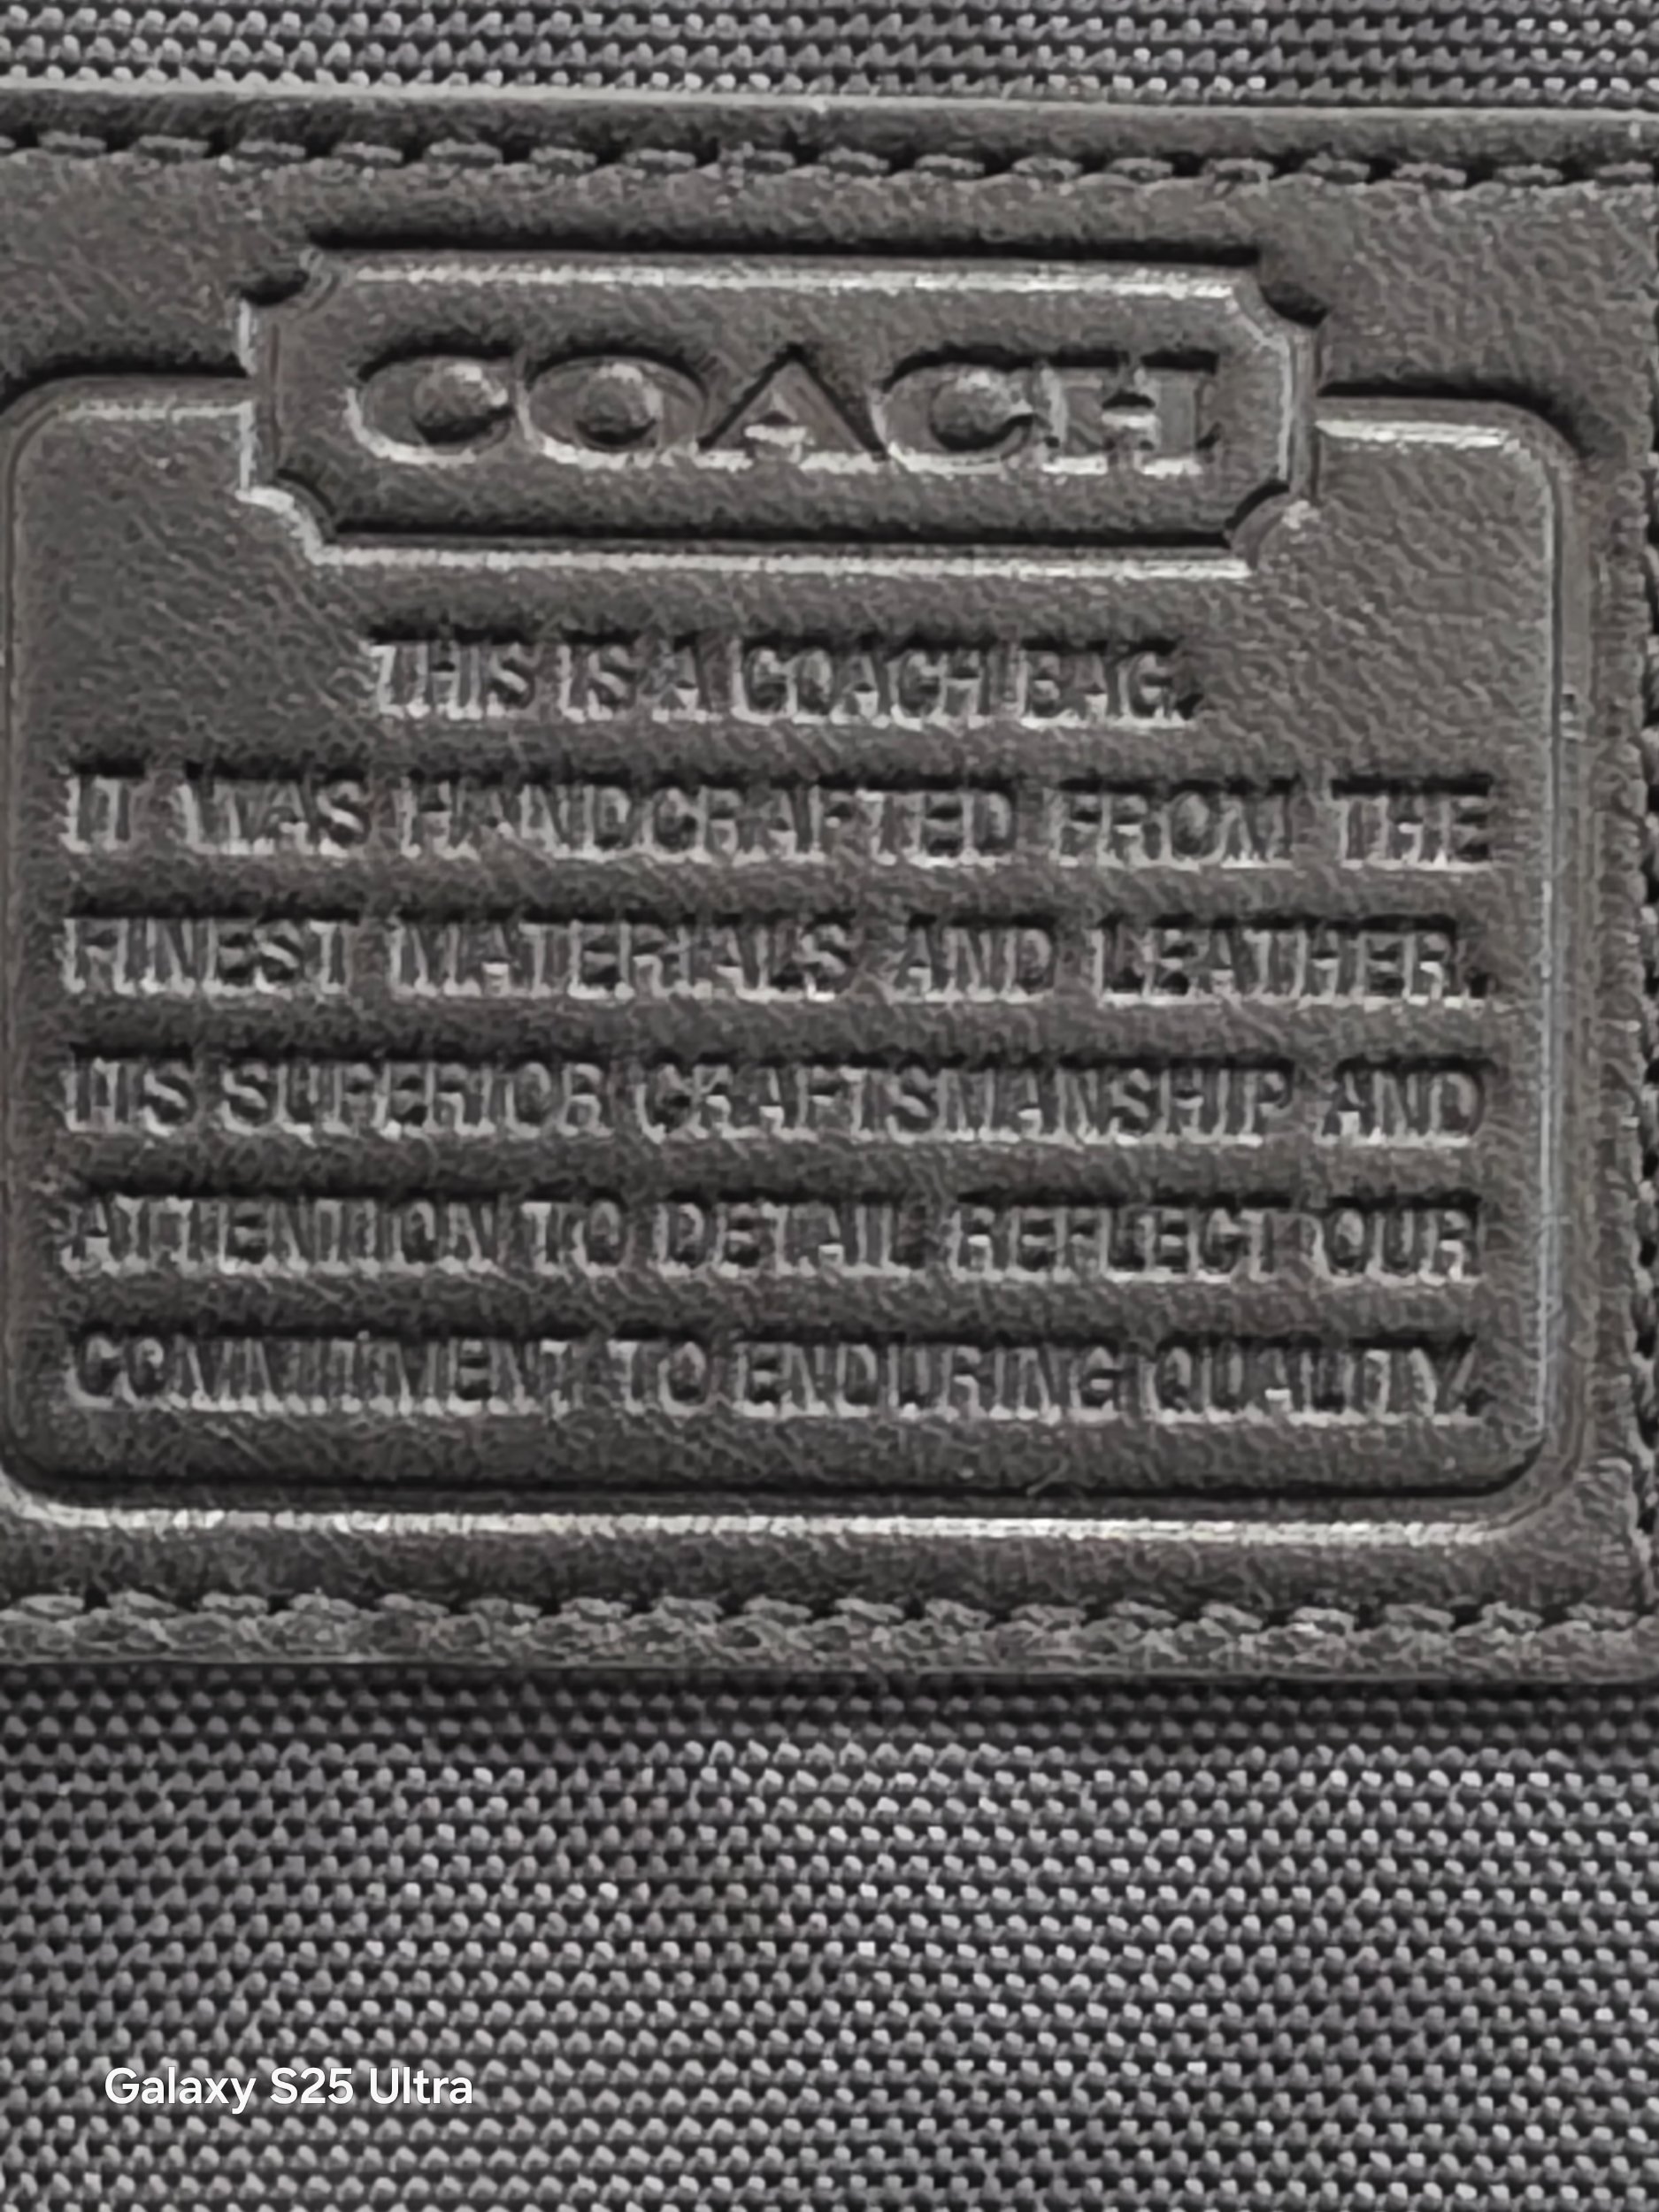 COACH
THIS IS A COACH BAG.
IT WAS HANDCRAFTED FROM THE
FINEST MATERIALS AND LEATHER.
ITS SUPERIOR CRAFTSMANSHIP AND
ATTENTION TO DETAIL REFLECT OUR
COMMITMENT TO ENDURING QUALITY.
Galaxy S25 Ultra